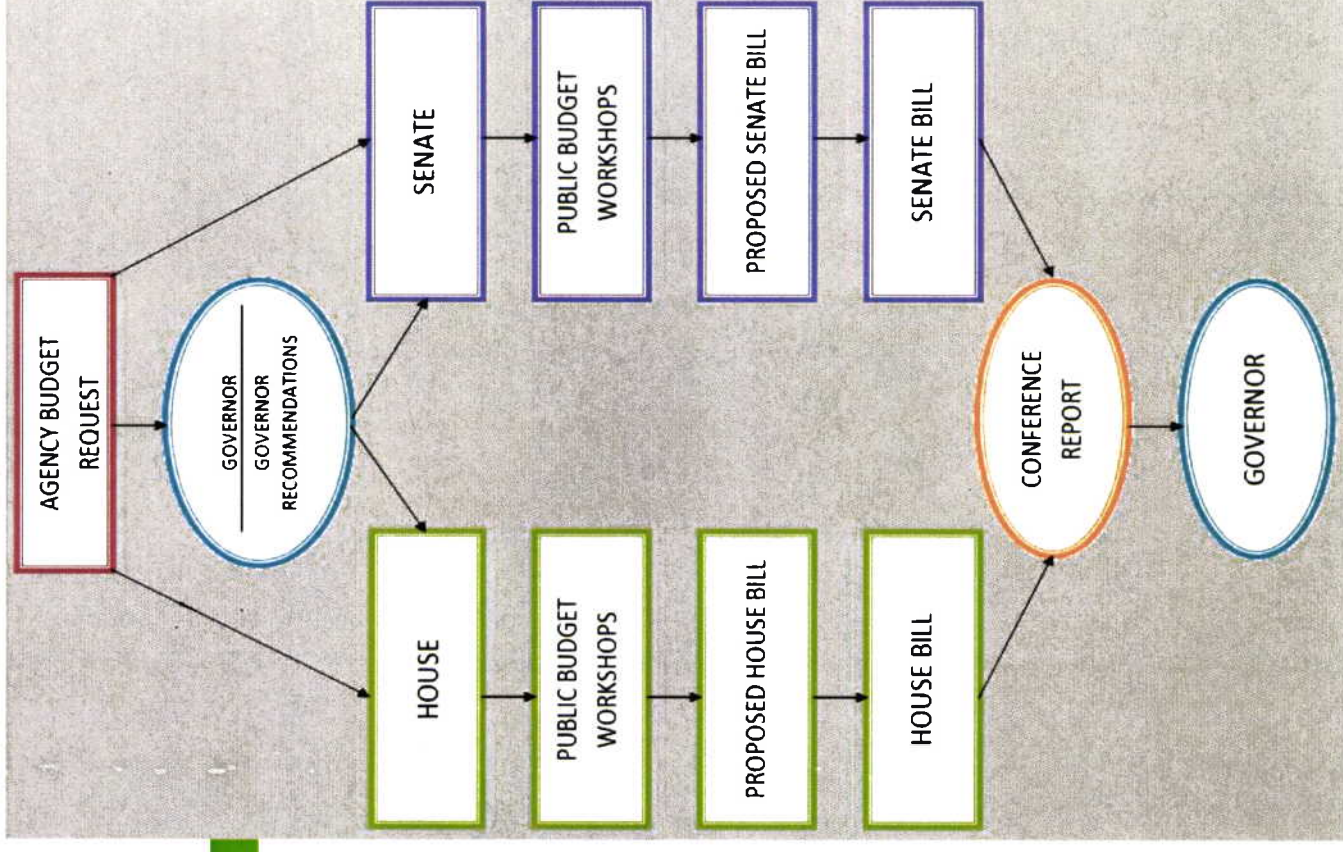 AGENCY BUDGET
REQUEST
GOVERNOR
GOVERNOR
RECOMMENDATIONS
HOUSE
SENATE
PUBLIC BUDGET
WORKSHOPS
PUBLIC BUDGET
WORKSHOPS
PROPOSED HOUSE BILL
PROPOSED SENATE BILL
HOUSE BILL
SENATE BILL
CONFERENCE
REPORT
GOVERNOR